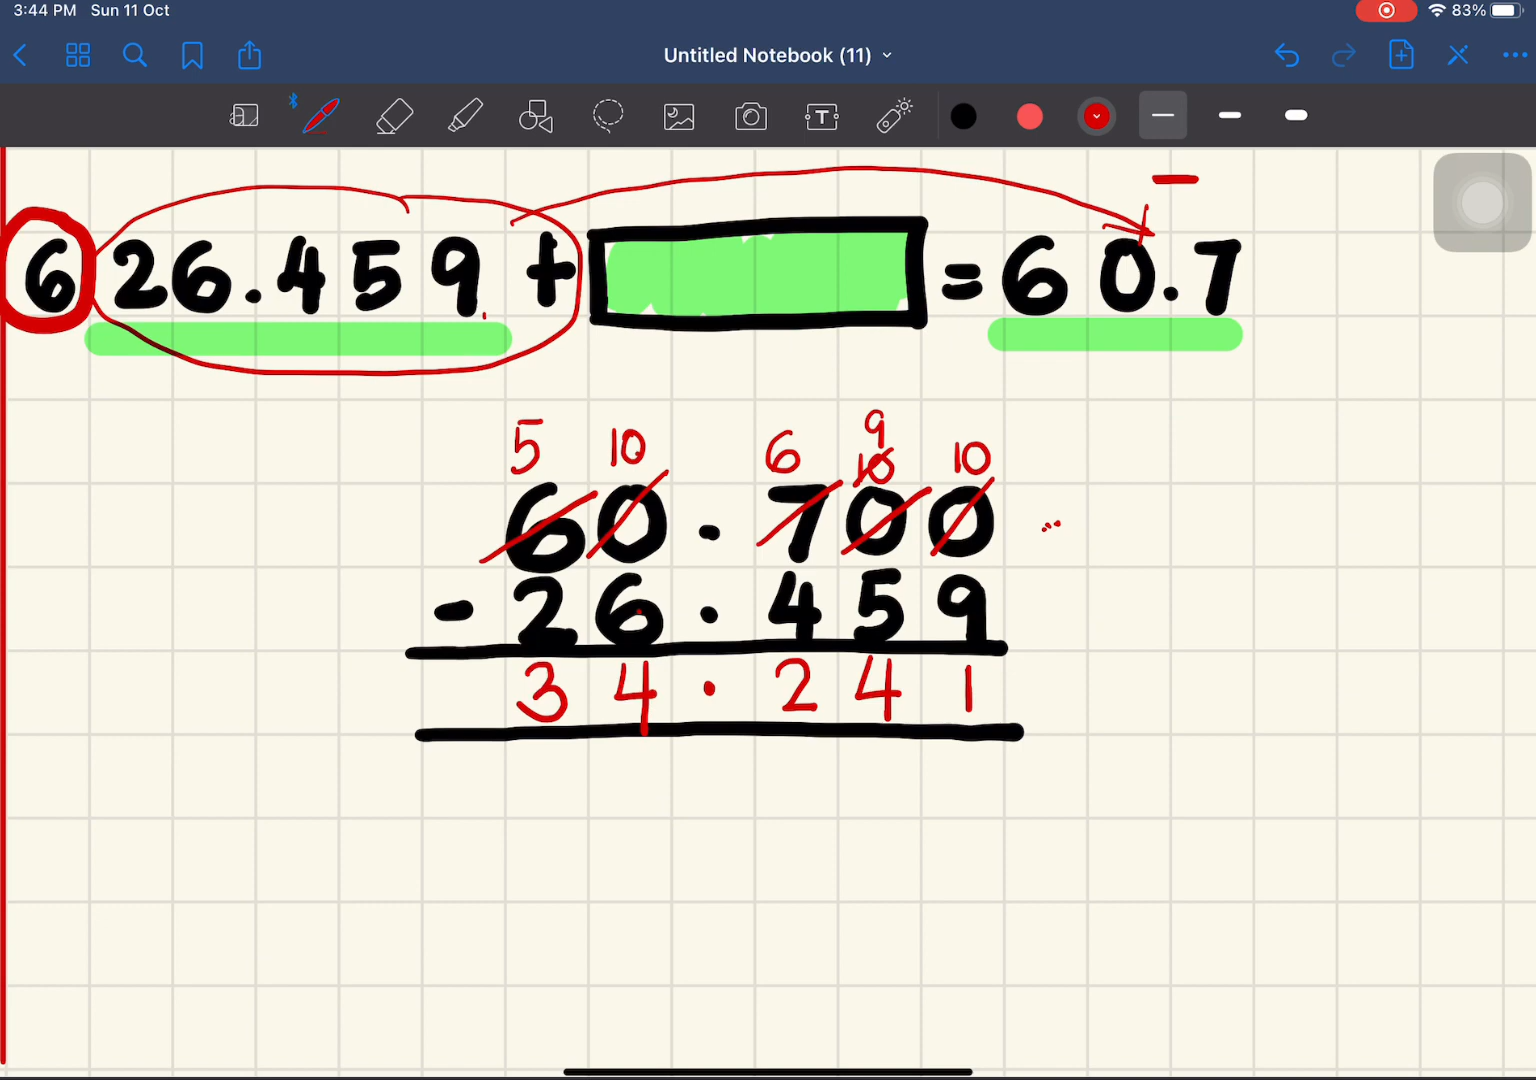 3:44 PM Sun 11 Oct
83%
Untitled Notebook (11)
T
6 26.459 + = 60.7
5 10 6 9 10
10
60.700
- 26.459
34.241